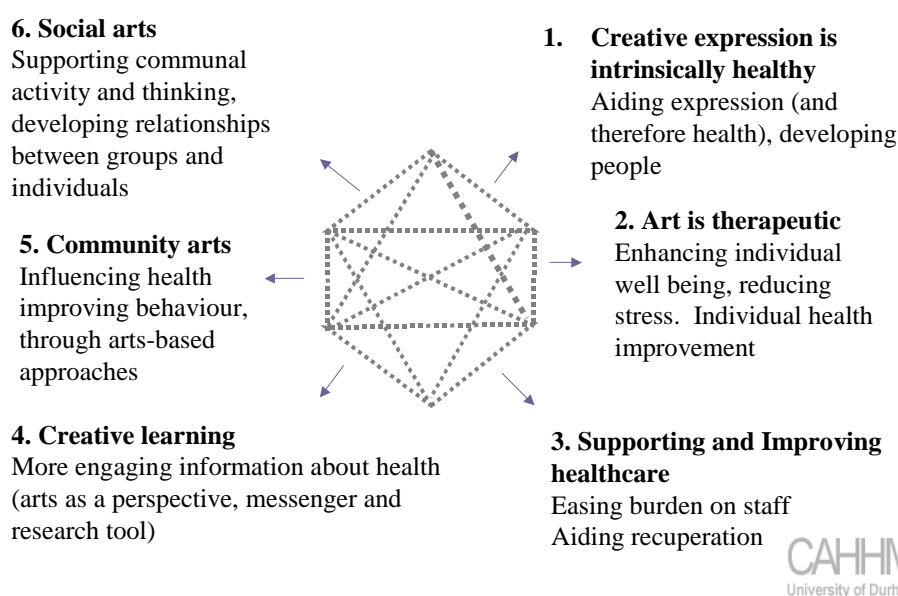 6. Social arts
Supporting communal
activity and thinking,
developing relationships
between groups and
individuals
1. Creative expression is
intrinsically healthy
Aiding expression (and
therefore health), developing
people
5. Community arts
Influencing health
improving behaviour,
through arts-based
approaches
2. Art is therapeutic
Enhancing individual
well being, reducing
stress. Individual health
improvement
4. Creative learning
More engaging information about health
(arts as a perspective, messenger and
research tool)
3. Supporting and Improving
healthcare
Easing burden on staff
Aiding recuperation
University of